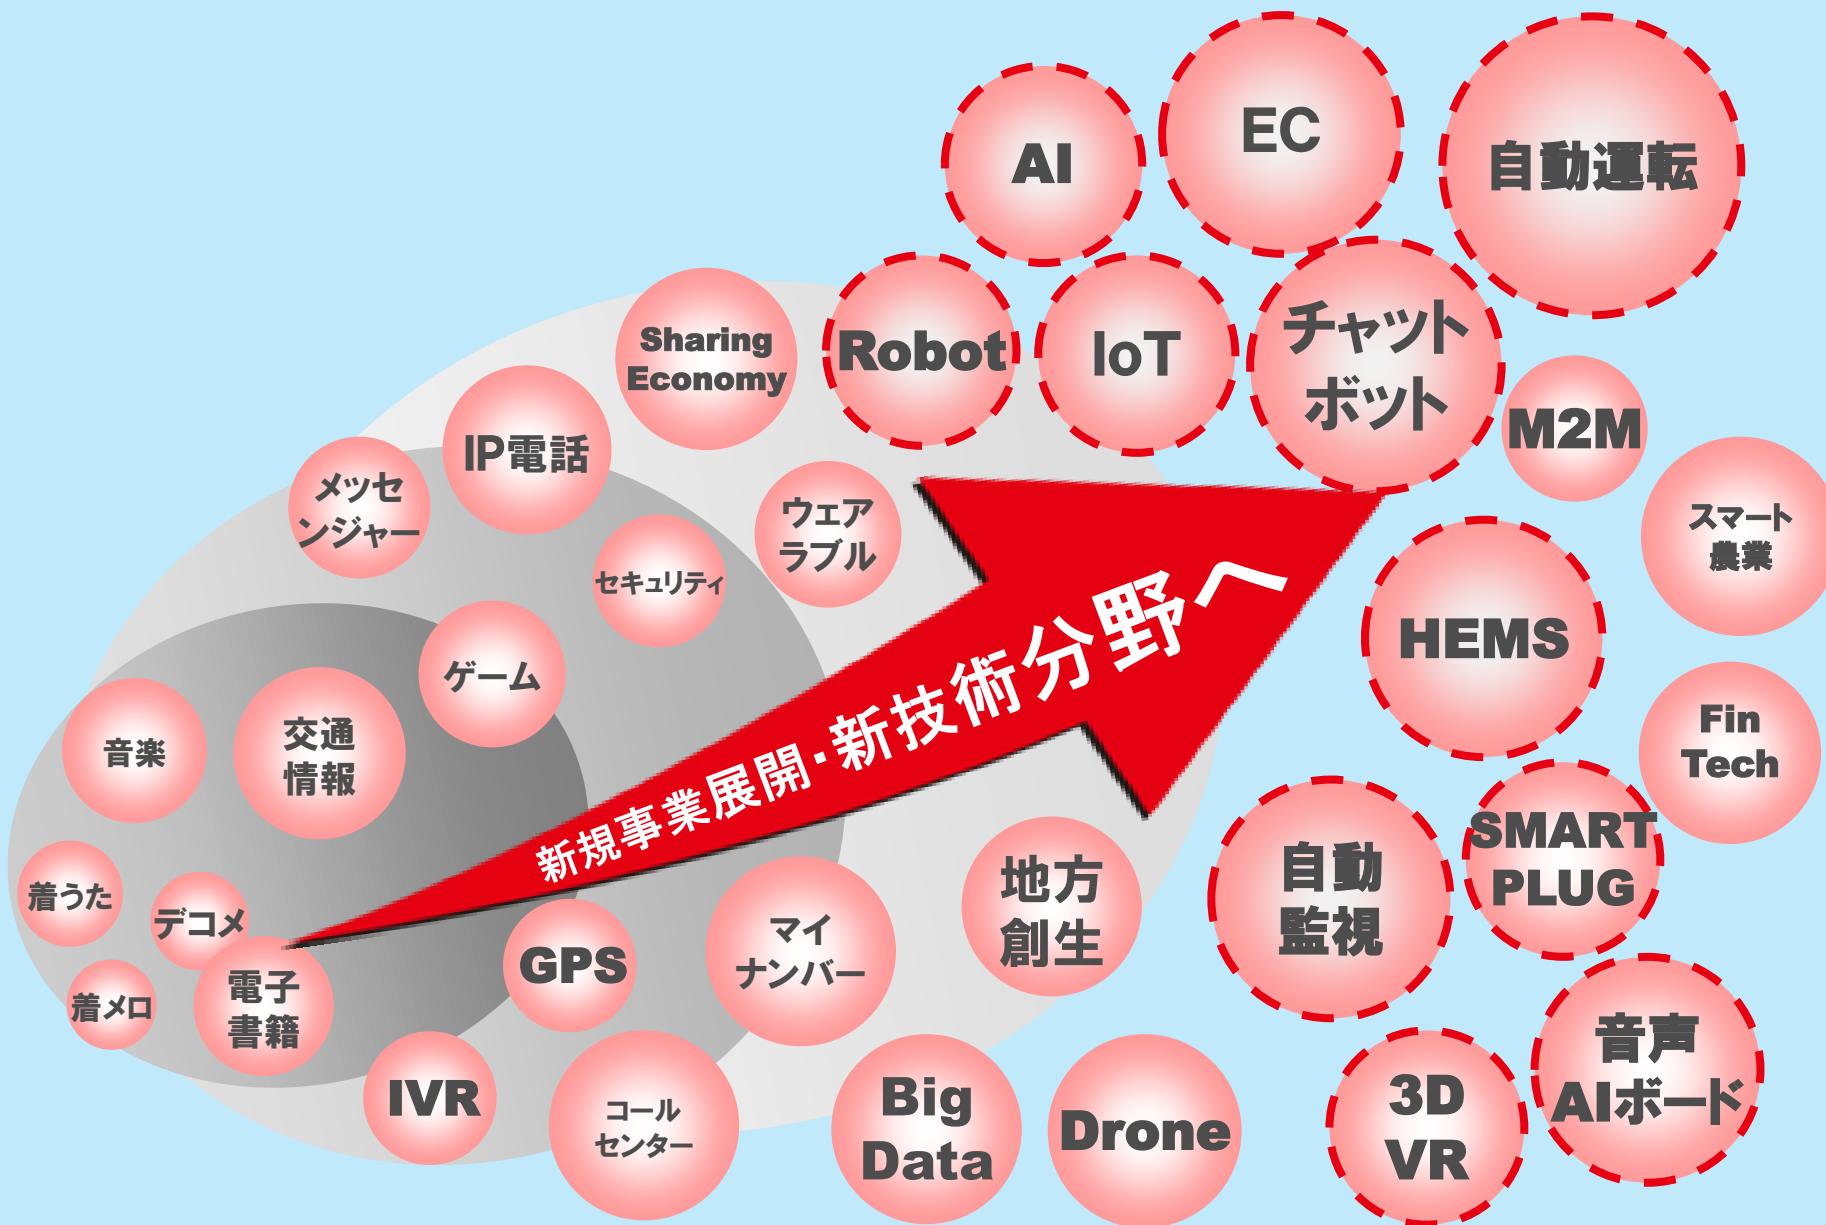 AI
EC
自動運転
Sharing
Economy
Robot
IoT
チャット
ボット
M2M
IP電話
メッセ
ンジャー
ウェア
ラブル
セキュリティ
スマート
農業
HEMS
ゲーム
音楽
交通
情報
新規事業展開・新技術分野へ
Fin
Tech
着うた
デコメ
着メロ
電子
書籍
GPS
マイ
ナンバー
地方
創生
自動
監視
SMART
PLUG
IVR
コール
センター
Big
Data
Drone
3D
VR
音声
AIボード